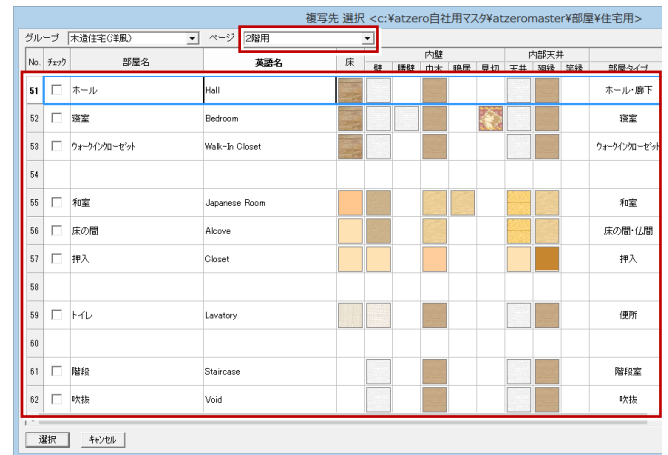 複写先 選択 <c:¥atzero自社用マスタ¥atzeromaster¥部屋¥住宅用>
グループ 木造住宅(洋風) ページ 2階用
内壁 内部天井
No. チェック 部屋名 英語名 床 壁 腰壁 巾木 鴨居 見切 天井 廻縁 竿縁 部屋タイプ
51 ホール Hall ホール・廊下
52 寝室 Bedroom 寝室
53 ウォークインクローゼット Walk-In Closet ウォークインクローゼット
54
55 和室 Japanese Room 和室
56 床の間 Alcove 床の間・仏間
57 押入 Closet 押入
58
59 トイレ Lavatory 便所
60
61 階段 Staircase 階段室
62 吹抜 Void 吹抜
選択 キャンセル